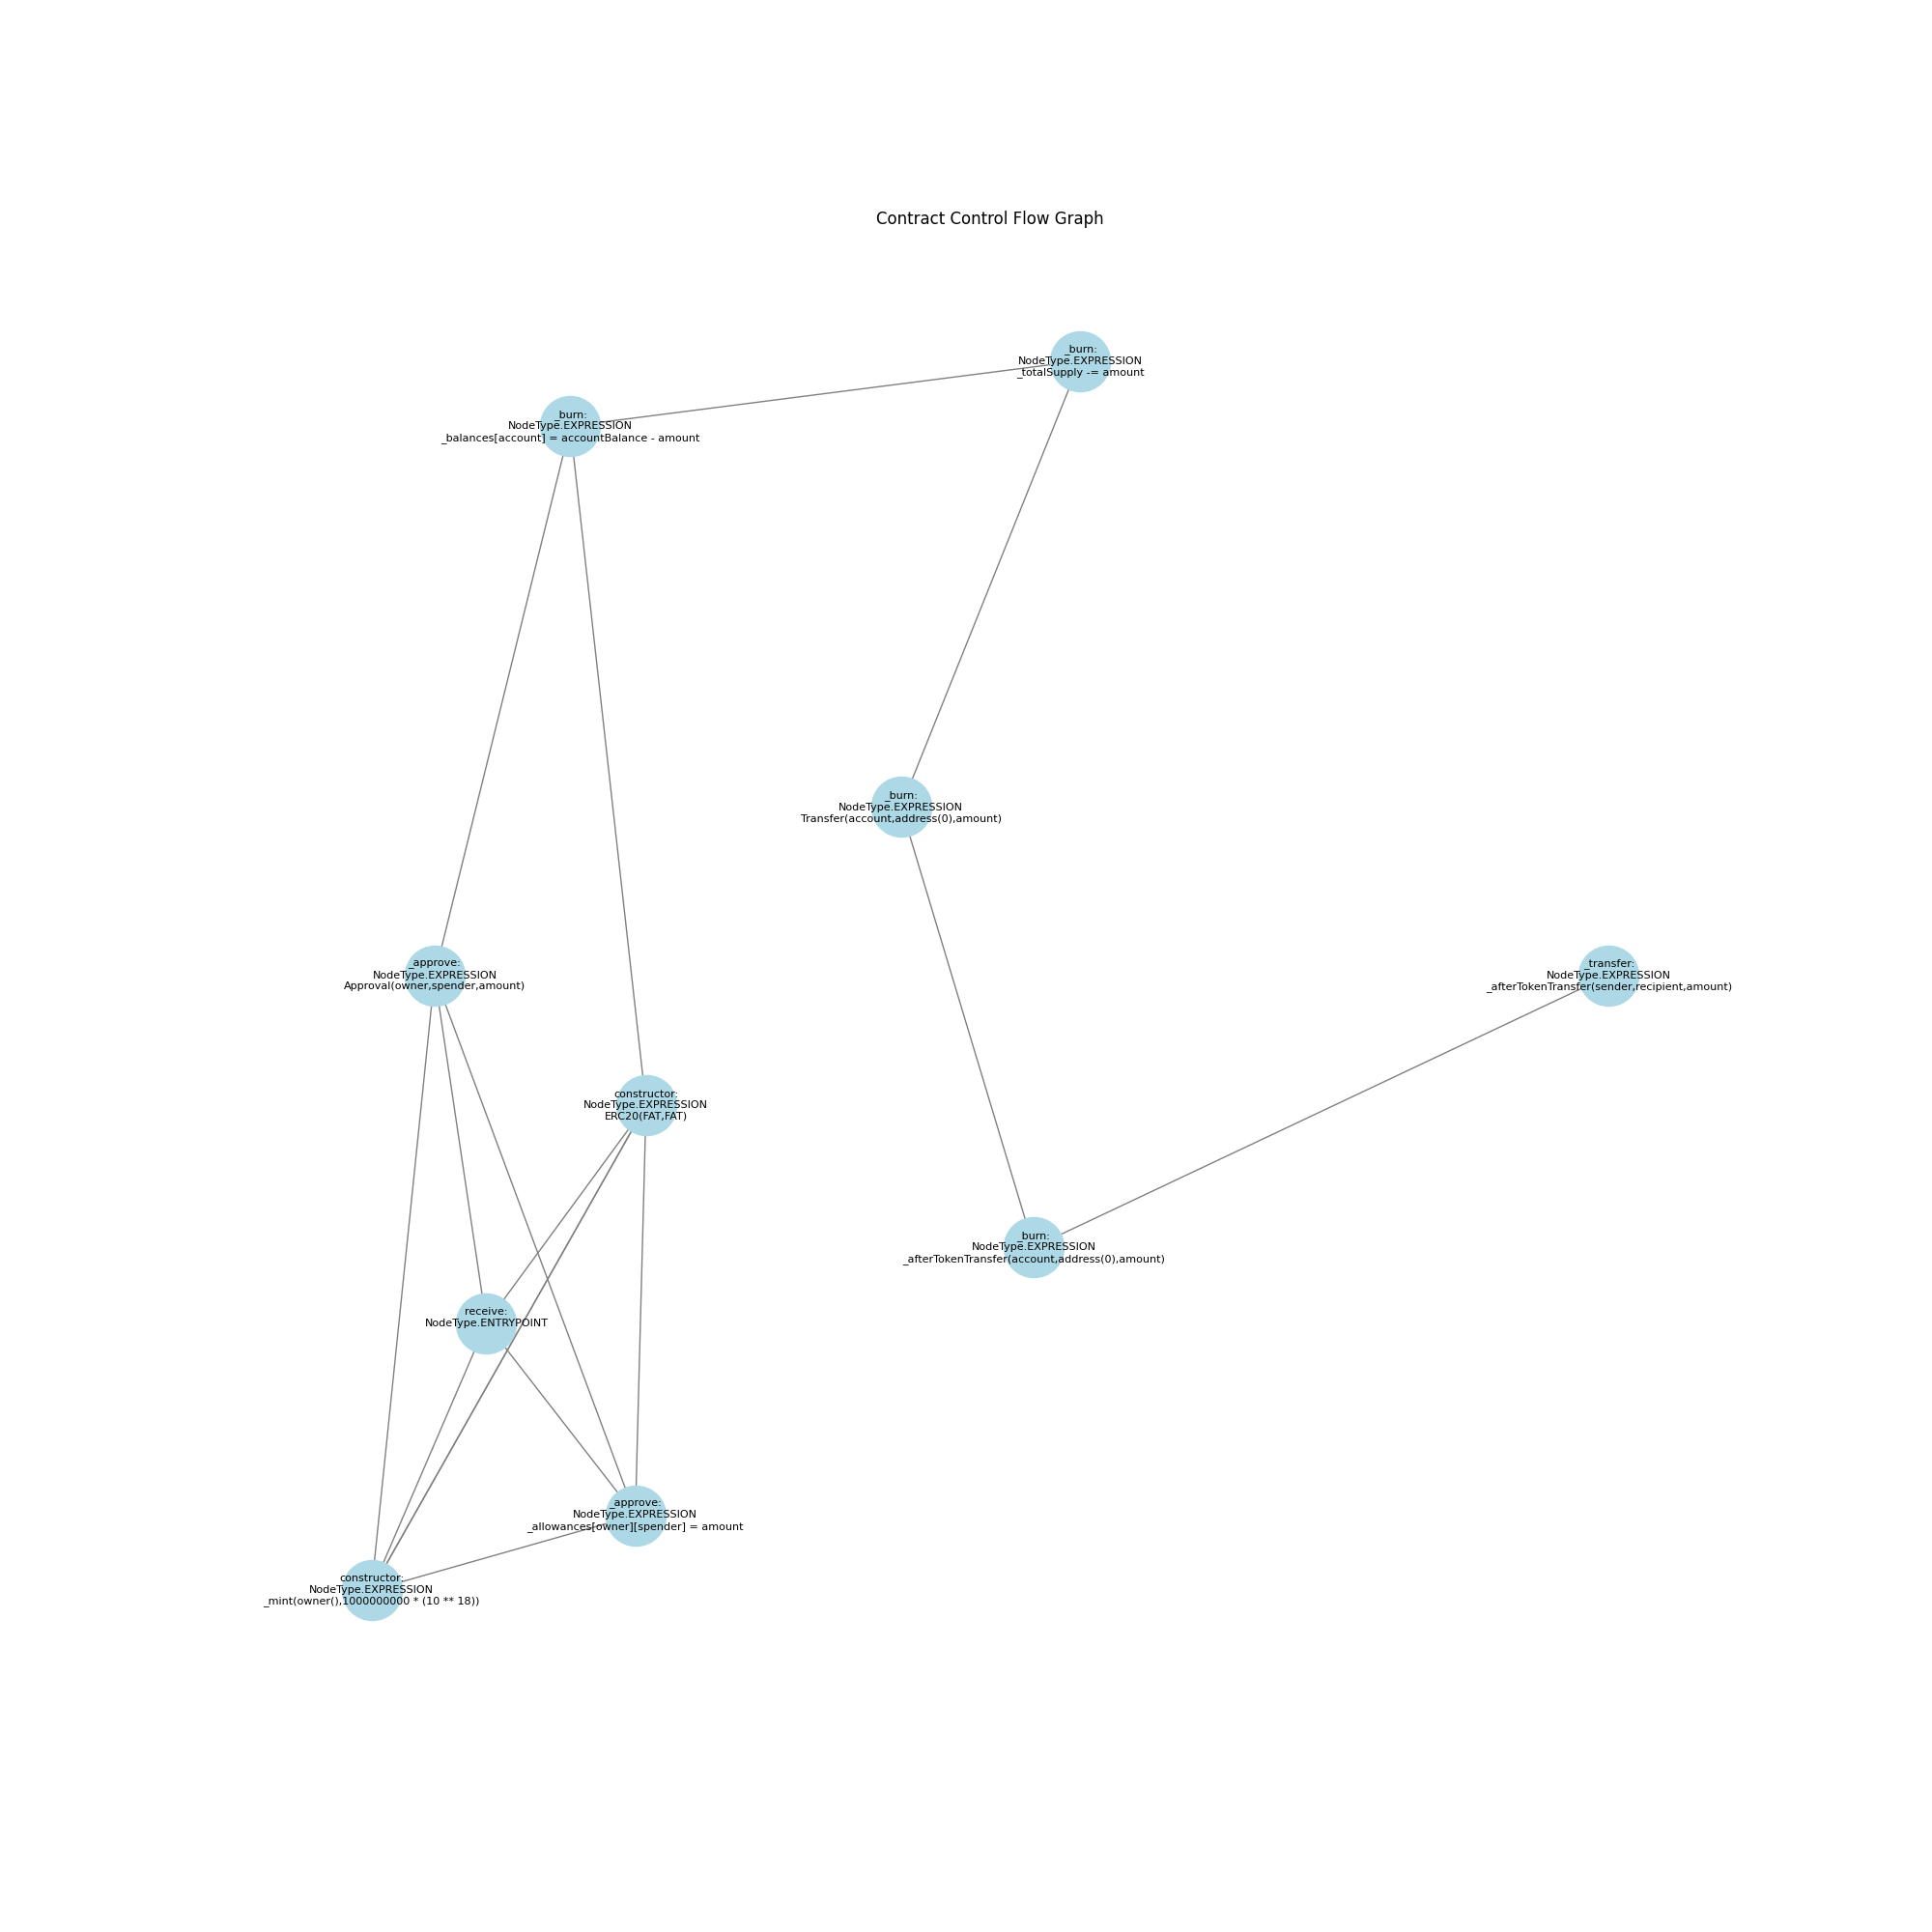 Contract Control Flow Graph
_burn:
NodeType.EXPRESSION
_totalSupply -= amount
_burn:
NodeType.EXPRESSION
_balances[account] = accountBalance - amount
_burn:
NodeType.EXPRESSION
Transfer(account,address(0),amount)
_approve:
NodeType.EXPRESSION
Approval(owner,spender,amount)
_transfer:
NodeType.EXPRESSION
_afterTokenTransfer(sender,recipient,amount)
constructor:
NodeType.EXPRESSION
ERC20(FAT,FAT)
_burn:
NodeType.EXPRESSION
_afterTokenTransfer(account,address(0),amount)
receive:
NodeType.ENTRYPOINT
_approve:
NodeType.EXPRESSION
_allowances[owner][spender] = amount
constructor:
NodeType.EXPRESSION
_mint(owner(),1000000000 * (10 ** 18))